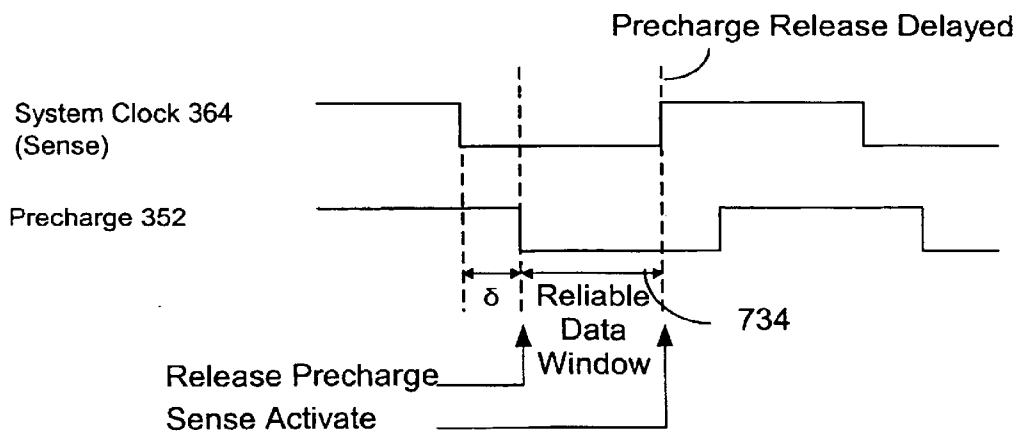 Precharge Release Delayed
System Clock 364
(Sense)
Precharge 352
δ
Reliable
Data
Window
734
Release Precharge
Sense Activate